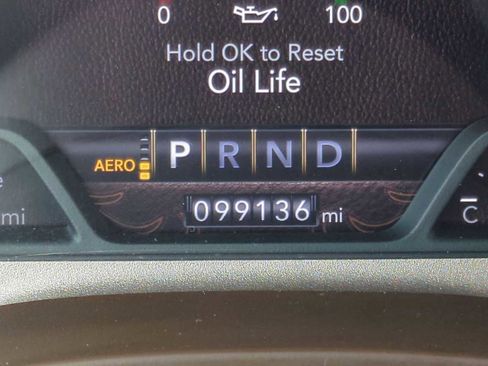 0 100
Hold OK to Reset
Oil Life
AERO P R N D
099136 mi
mi
C